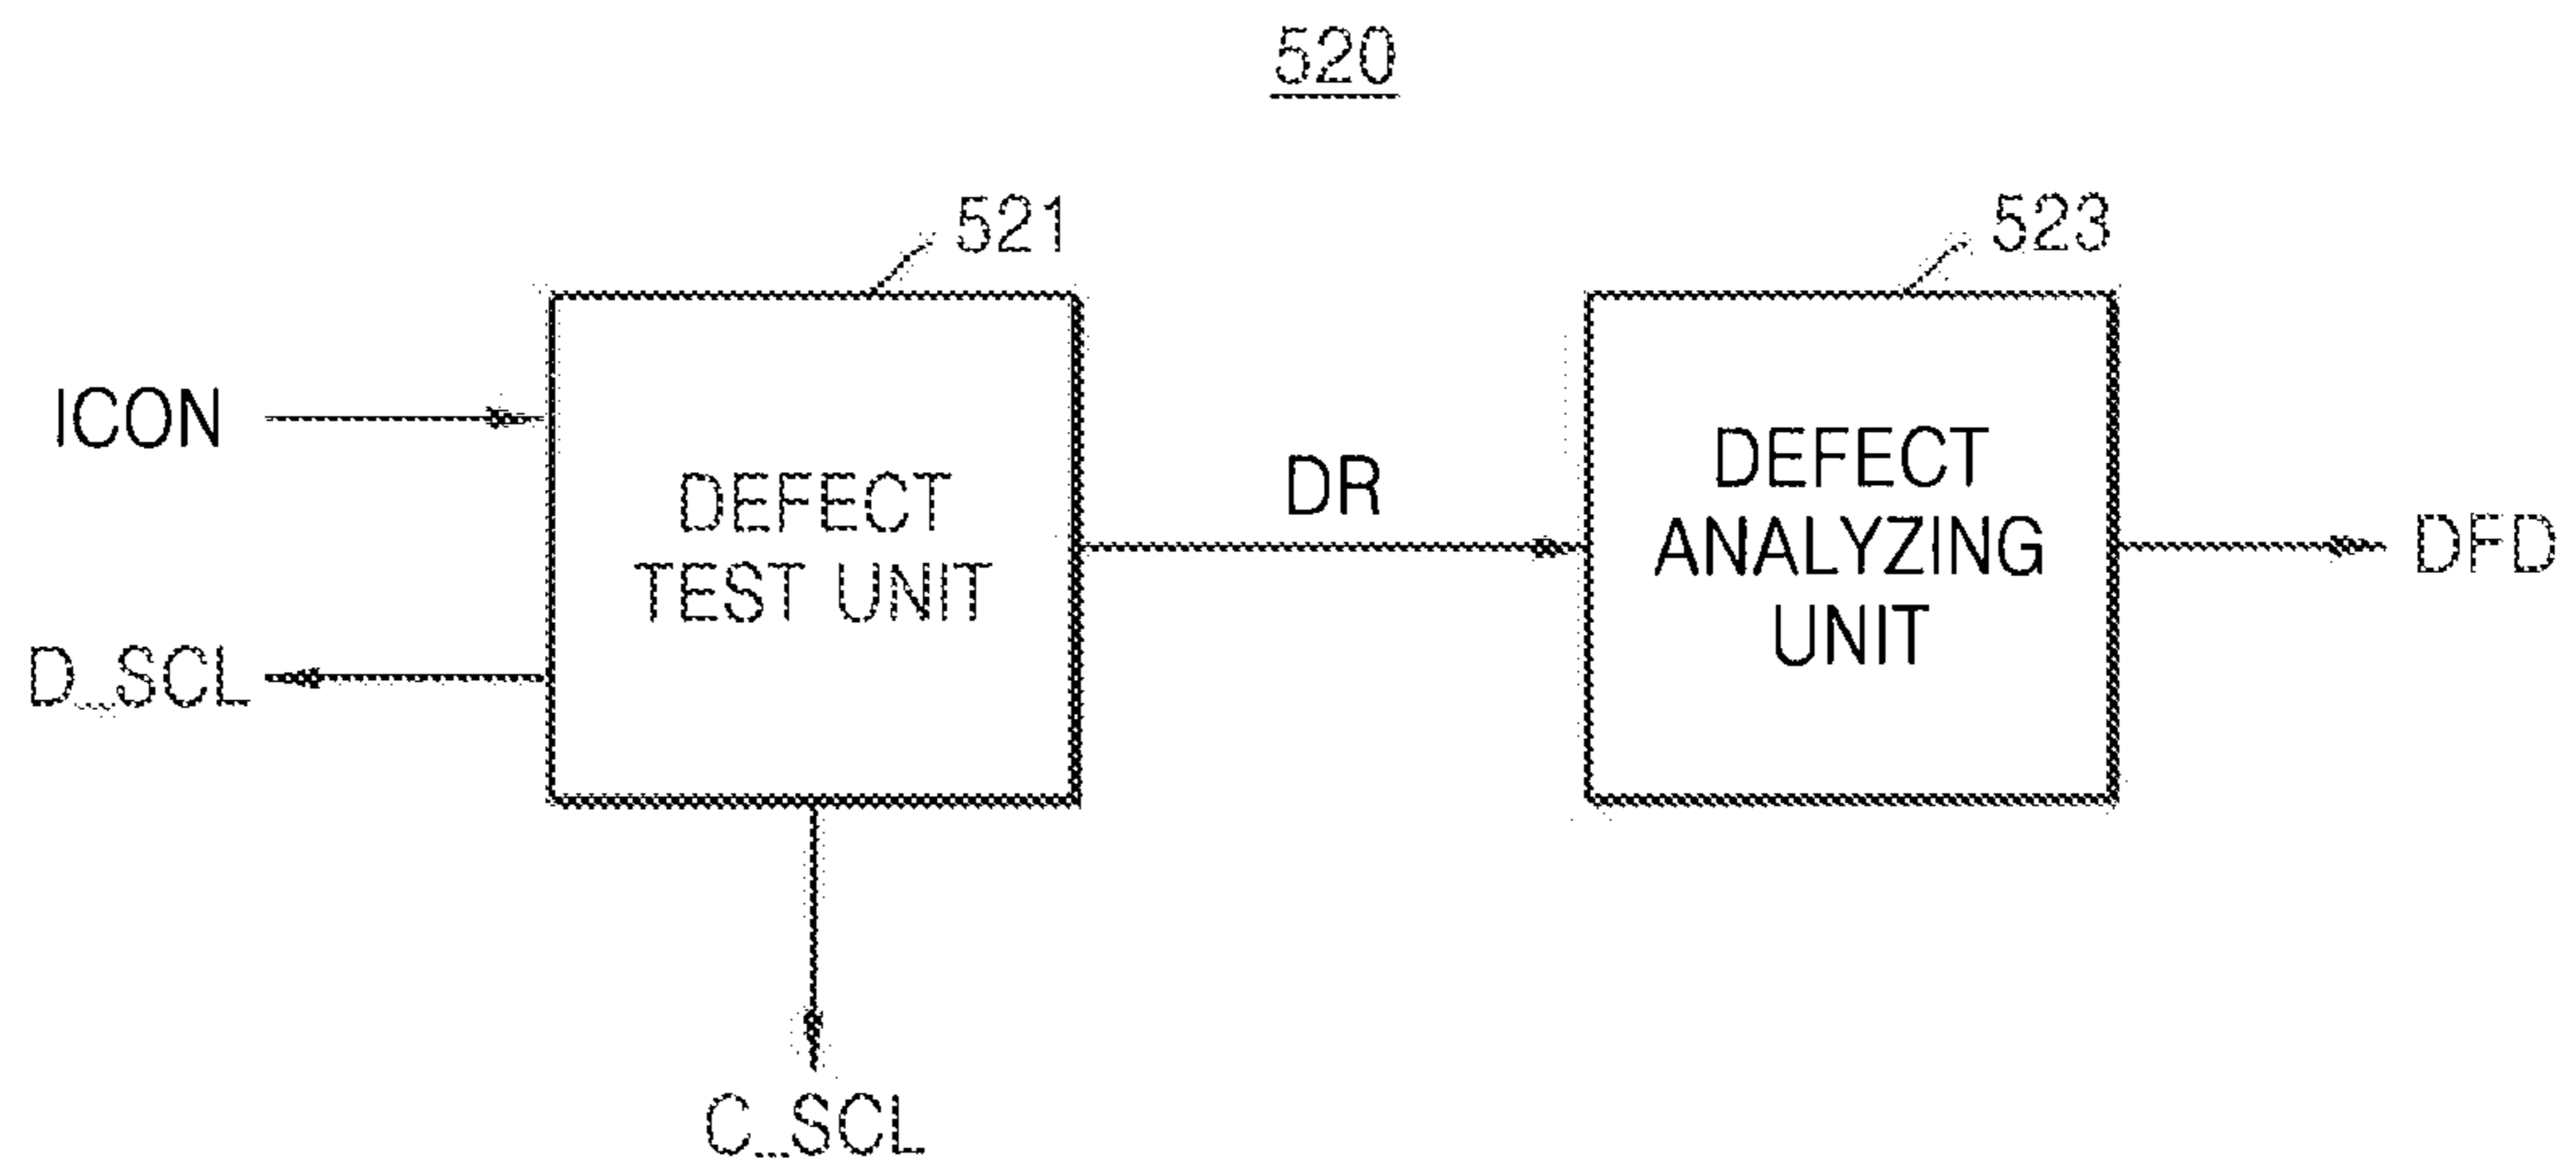 520
521
523
ICON
DEFECT
TEST UNIT
D_SCL
DR
DEFECT
ANALYZING
UNIT
DFD
C_SCL